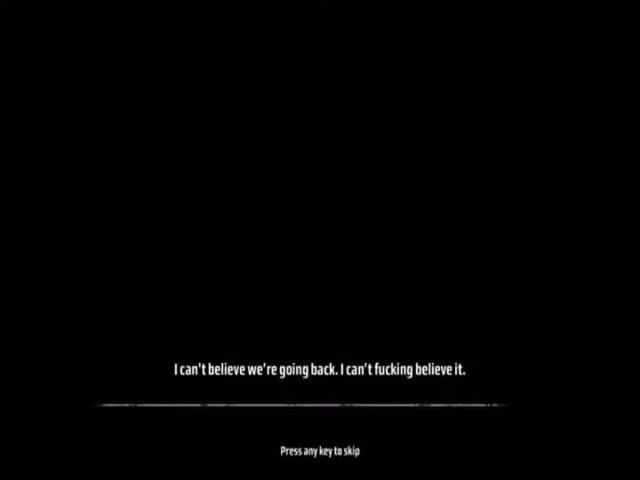 I can't believe we're going back. I can't fucking believe it.
Press any key to skip